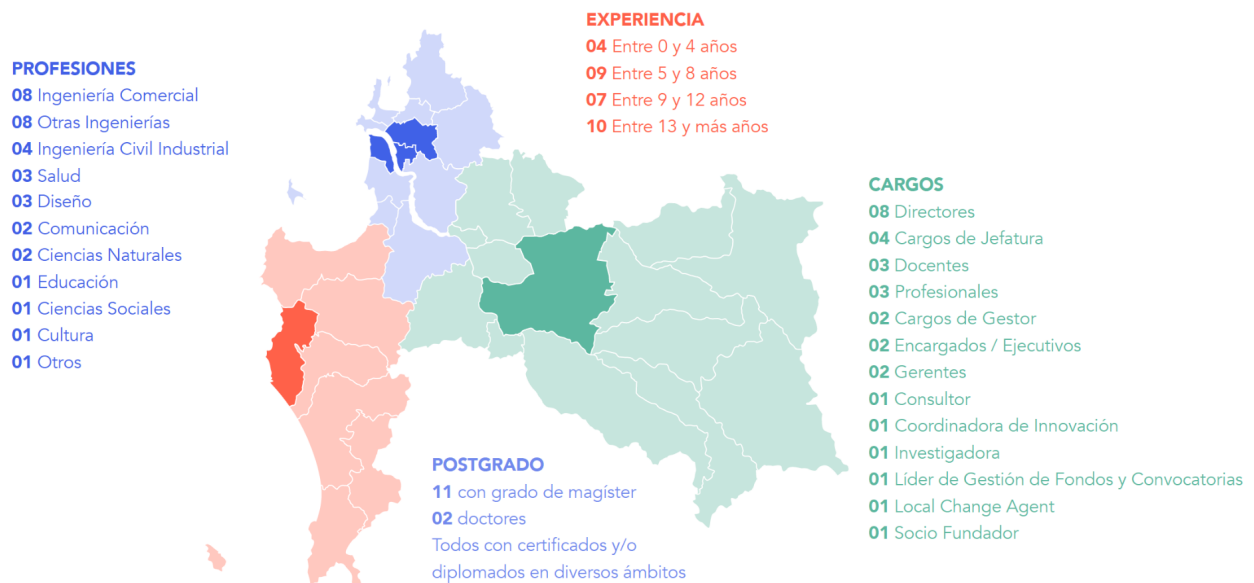 PROFESIONES
08 Ingeniería Comercial
08 Otras Ingenierías
04 Ingeniería Civil Industrial
03 Salud
03 Diseño
02 Comunicación
02 Ciencias Naturales
01 Educación
01 Ciencias Sociales
01 Cultura
01 Otros
EXPERIENCIA
04 Entre 0 y 4 años
09 Entre 5 y 8 años
07 Entre 9 y 12 años
10 Entre 13 y más años
CARGOS
08 Directores
04 Cargos de Jefatura
03 Docentes
03 Profesionales
02 Cargos de Gestor
02 Encargados / Ejecutivos
02 Gerentes
01 Consultor
01 Coordinadora de Innovación
01 Investigadora
01 Líder de Gestión de Fondos y Convocatorias
01 Local Change Agent
01 Socio Fundador
POSTGRADO
11 con grado de magíster
02 doctores
Todos con certificados y/o
diplomados en diversos ámbitos